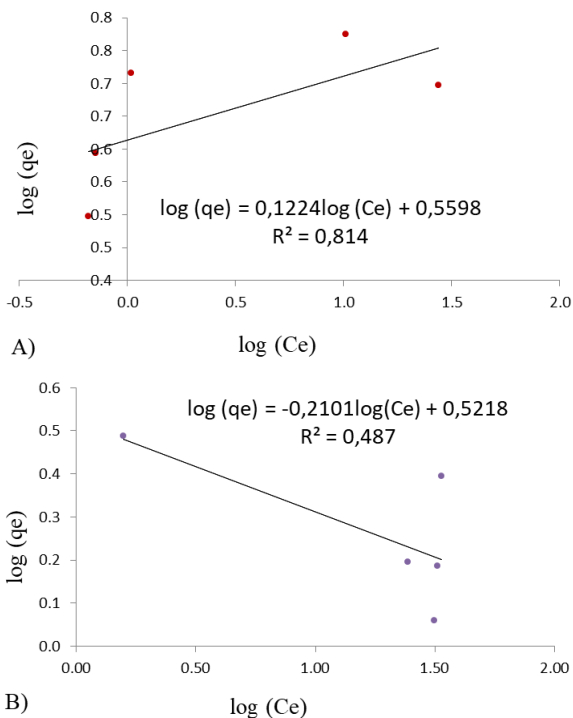 0.8
0.8
0.7
0.7
0.6
0.6
0.5
0.5
0.4
log (qe)
log (qe) = 0,1224log (Ce) + 0,5598
R² = 0,814
-0.5 0.0 0.5 1.0 1.5 2.0
log (Ce)
A)
0.6
0.5
0.4
0.3
0.2
0.1
0.0
log (qe)
log (qe) = -0,2101log(Ce) + 0,5218
R² = 0,487
0.00 0.50 1.00 1.50 2.00
log (Ce)
B)